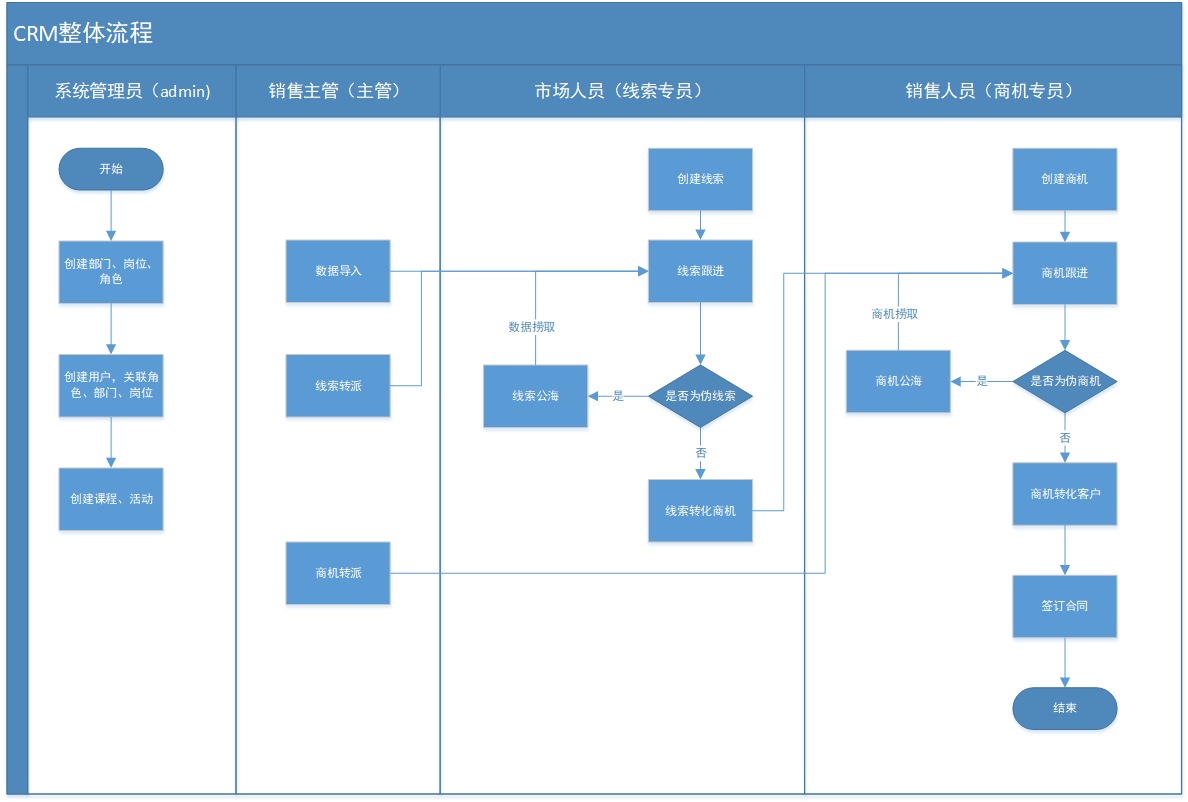 CRM整体流程
系统管理员（admin)
销售主管（主管）
市场人员（线索专员）
销售人员（商机专员）
开始
创建部门、岗位、
角色
创建用户，关联角
色、部门、岗位
创建课程、活动
数据导入
线索转派
商机转派
创建线索
线索跟进
数据捞取
线索公海
是
是否为伪线索
否
线索转化商机
创建商机
商机跟进
商机捞取
商机公海
是
是否为伪商机
否
商机转化客户
签订合同
结束